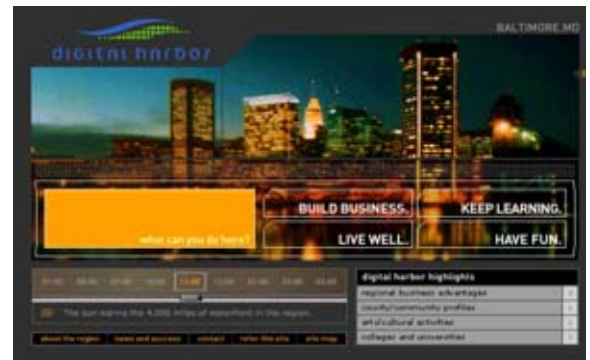 BALTIMORE.MD
digital harbor
what can you do here?
BUILD BUSINESS.
KEEP LEARNING.
LIVE WELL.
HAVE FUN.
digital harbor highlights
regional business advantages
county/community profiles
art/cultural activities
colleges and universities
The sun warms the 4,000 miles of waterfront in the region.
about the region
news and success
contact
refer this site
site map